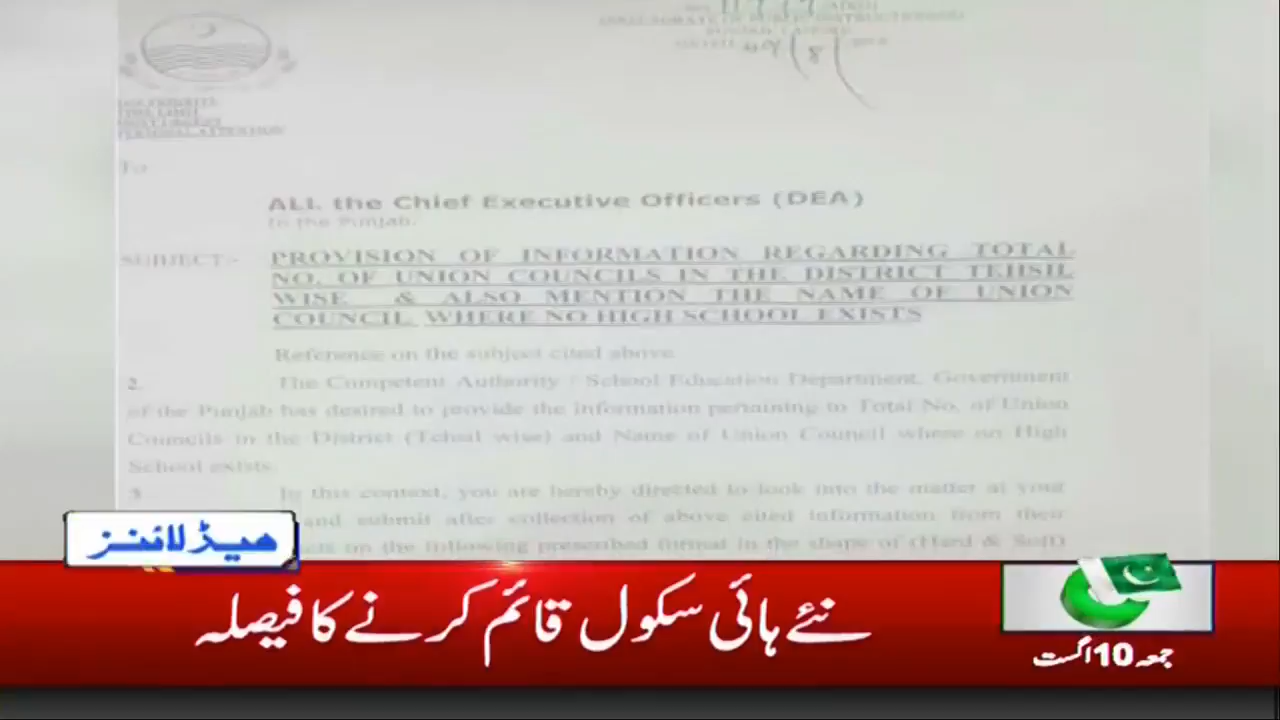 To
ALL the Chief Executive Officers (DEA)
In the Punjab.
SUBJECT:- PROVISION OF INFORMATION REGARDING TOTAL
NO. OF UNION COUNCILS IN THE DISTRICT TEHSIL
WISE & ALSO MENTION THE NAME OF UNION
COUNCIL WHERE NO HIGH SCHOOL EXISTS
Reference on the subject cited above
2. The Competent Authority / School Education Department, Government
of the Punjab has desired to provide the information pertaining to Total No. of Union
Councils in the District (Tehsil wise) and Name of Union Council where no High
School exists.
3 In this context, you are hereby directed to look into the matter at your
and submit after collection of above cited information from their
on the following prescribed format in the shape of (Hard & Soft)
ہیڈلائنز
نئے ہائی سکول قائم کرنے کا فیصلہ
جمعہ 10 اگست